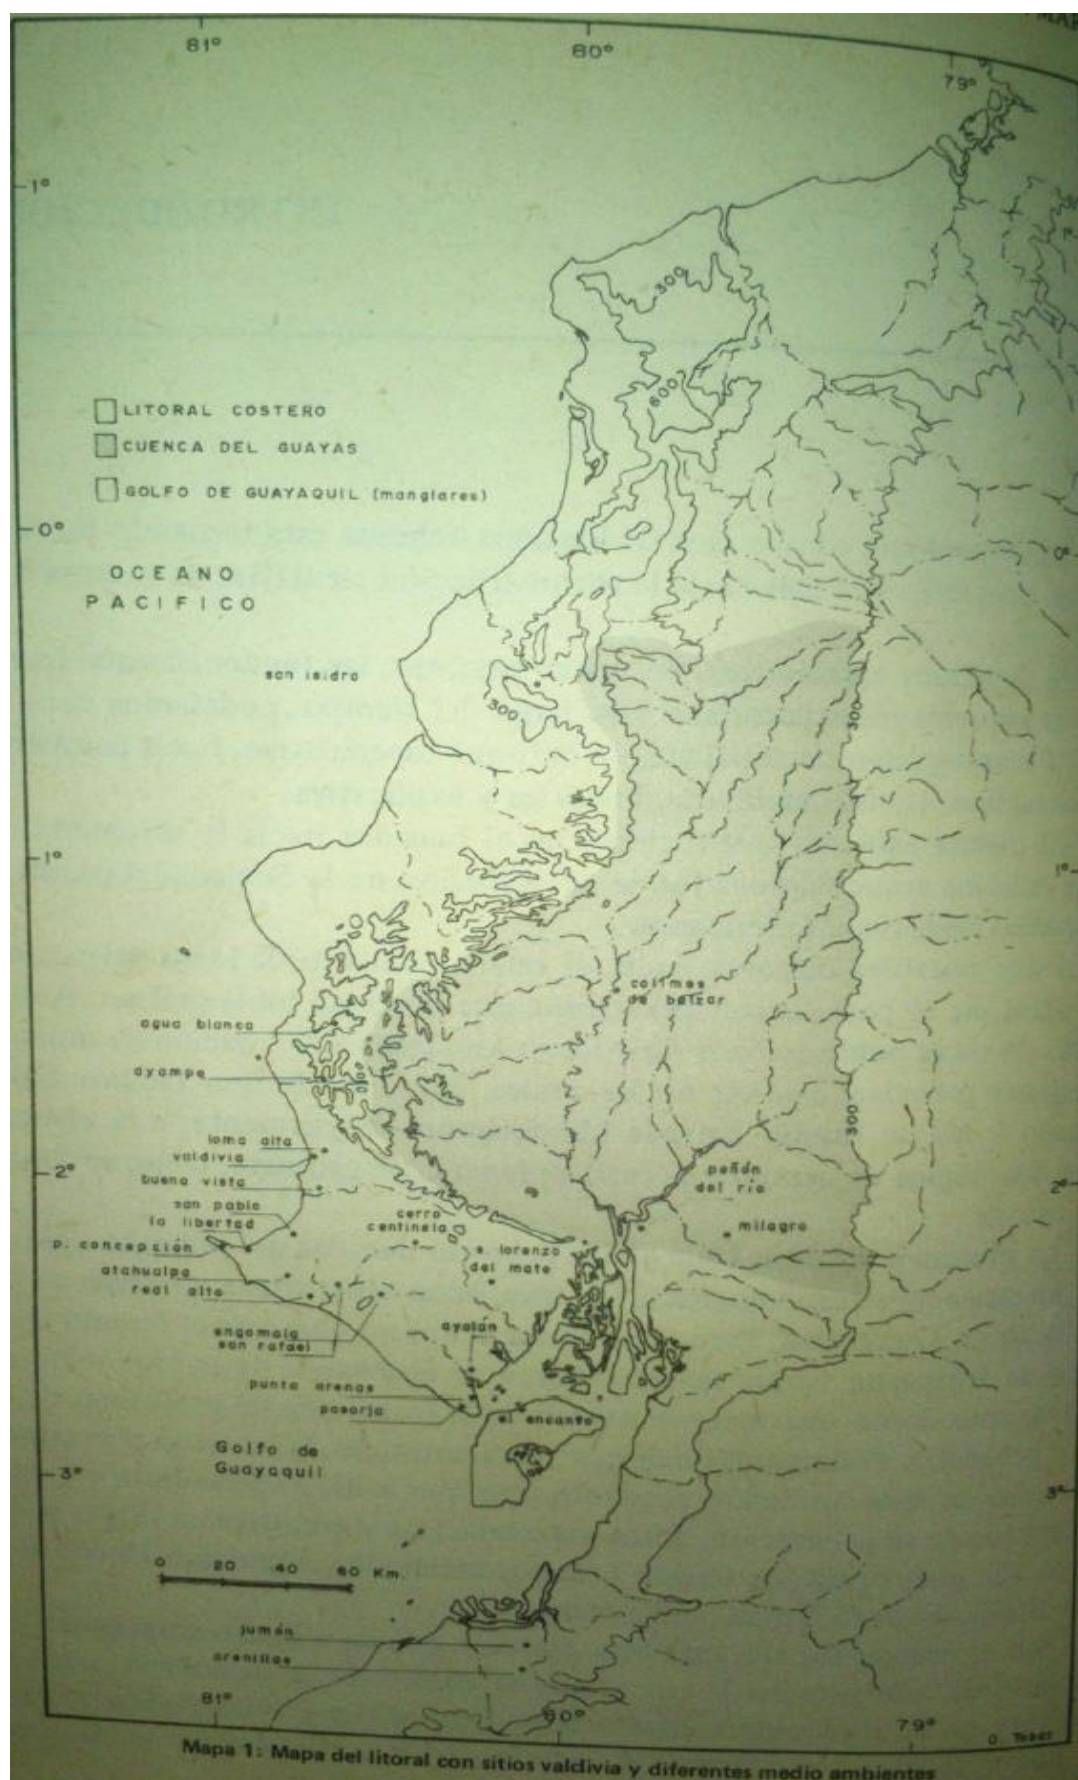 81°
80°
79°
1°
300
600
LITORAL COSTERO
CUENCA DEL GUAYAS
GOLFO DE GUAYAQUIL (manglares)
0°
0°
OCEANO
PACIFICO
san isidro
300
300
1°
1°
colimes
de balzar
agua blanca
ayampe
300
loma alta
valdivia
2°
buena vista
peñón
del río
2°
san pablo
la libertad
cerro
centinela
milagro
p. concepción
s. lorenzo
del mate
atahualpa
real alto
engomala
san rafael
ayalán
punta arenas
posorja
el encanto
Golfo de
Guayaquil
3°
3°
0 20 40 60 Km.
jumón
arenillas
81°
80°
79°
Mapa 1: Mapa del litoral con sitios valdivia y diferentes medio ambientes